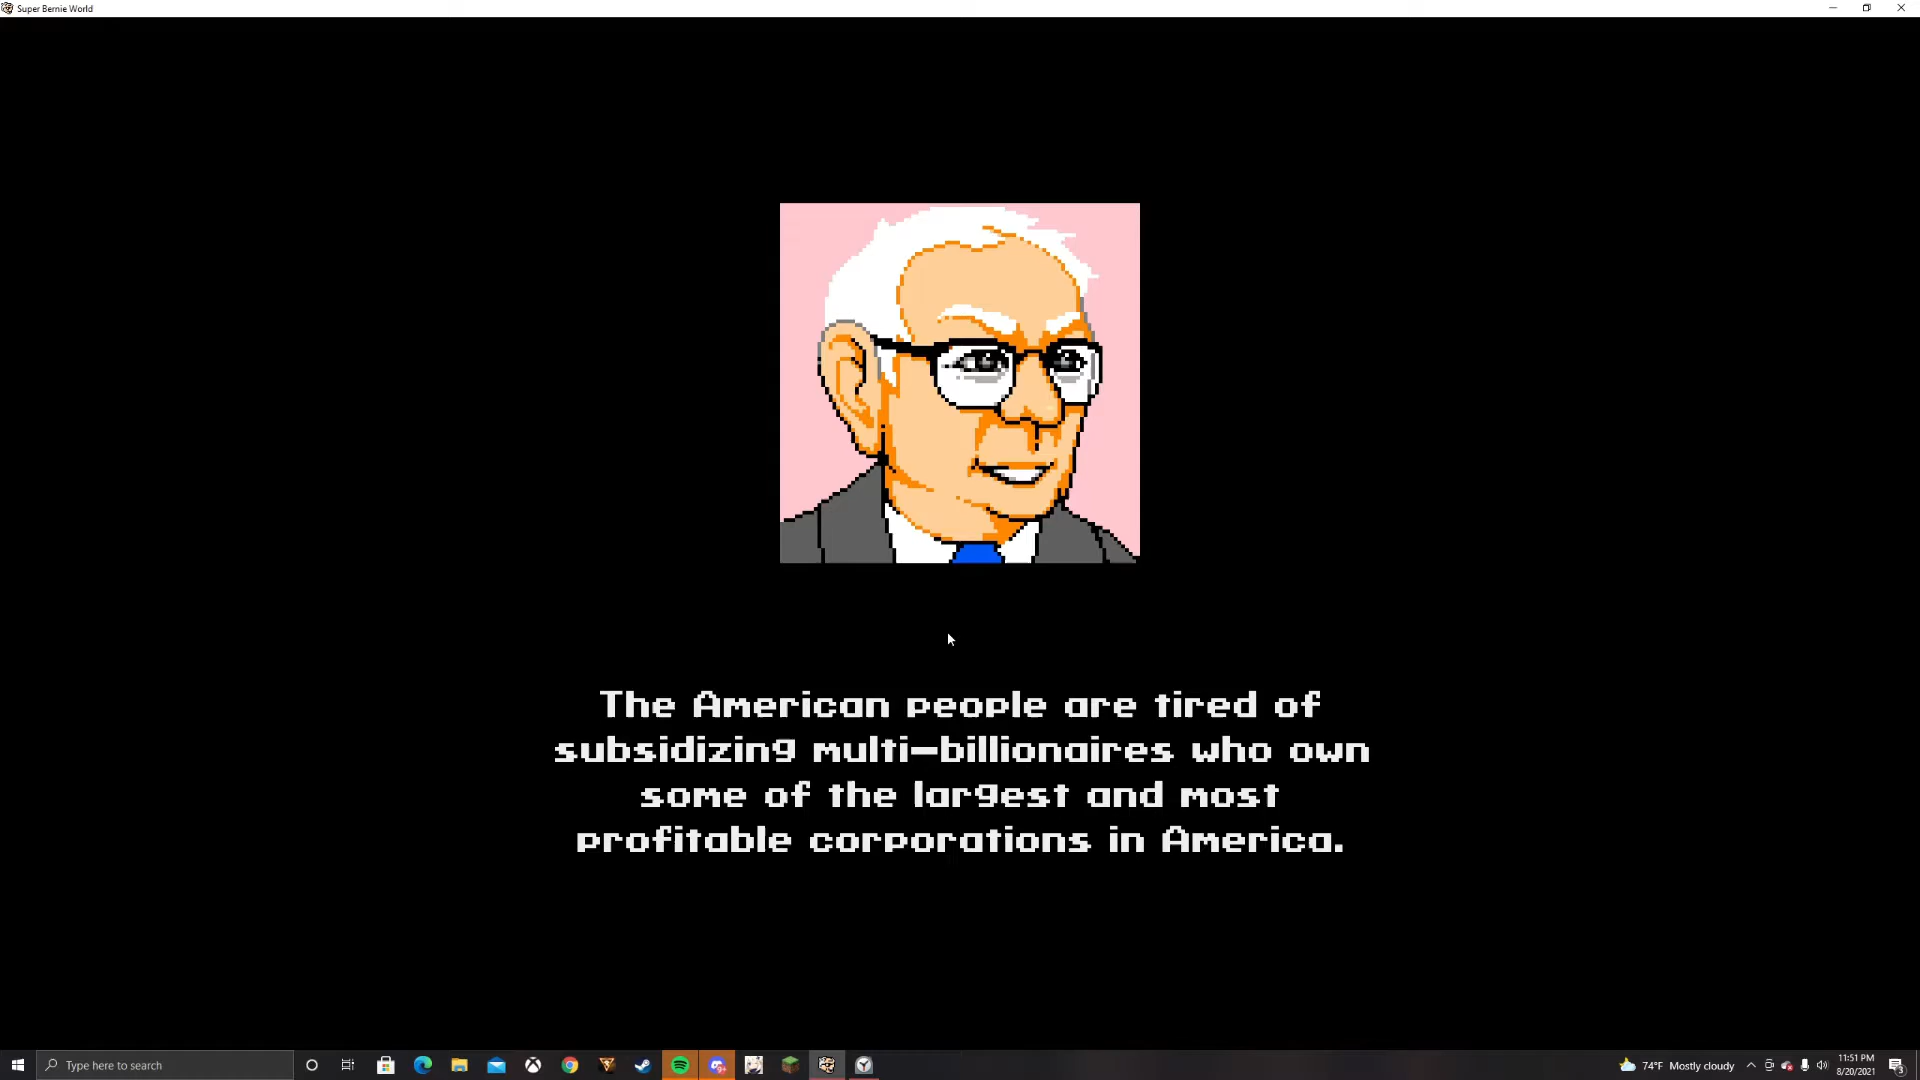 Super Bernie World
The American people are tired of
subsidizing multi-billionaires who own
some of the largest and most
profitable corporations in America.
Type here to search
74°F Mostly cloudy
11:51 PM
8/20/2021